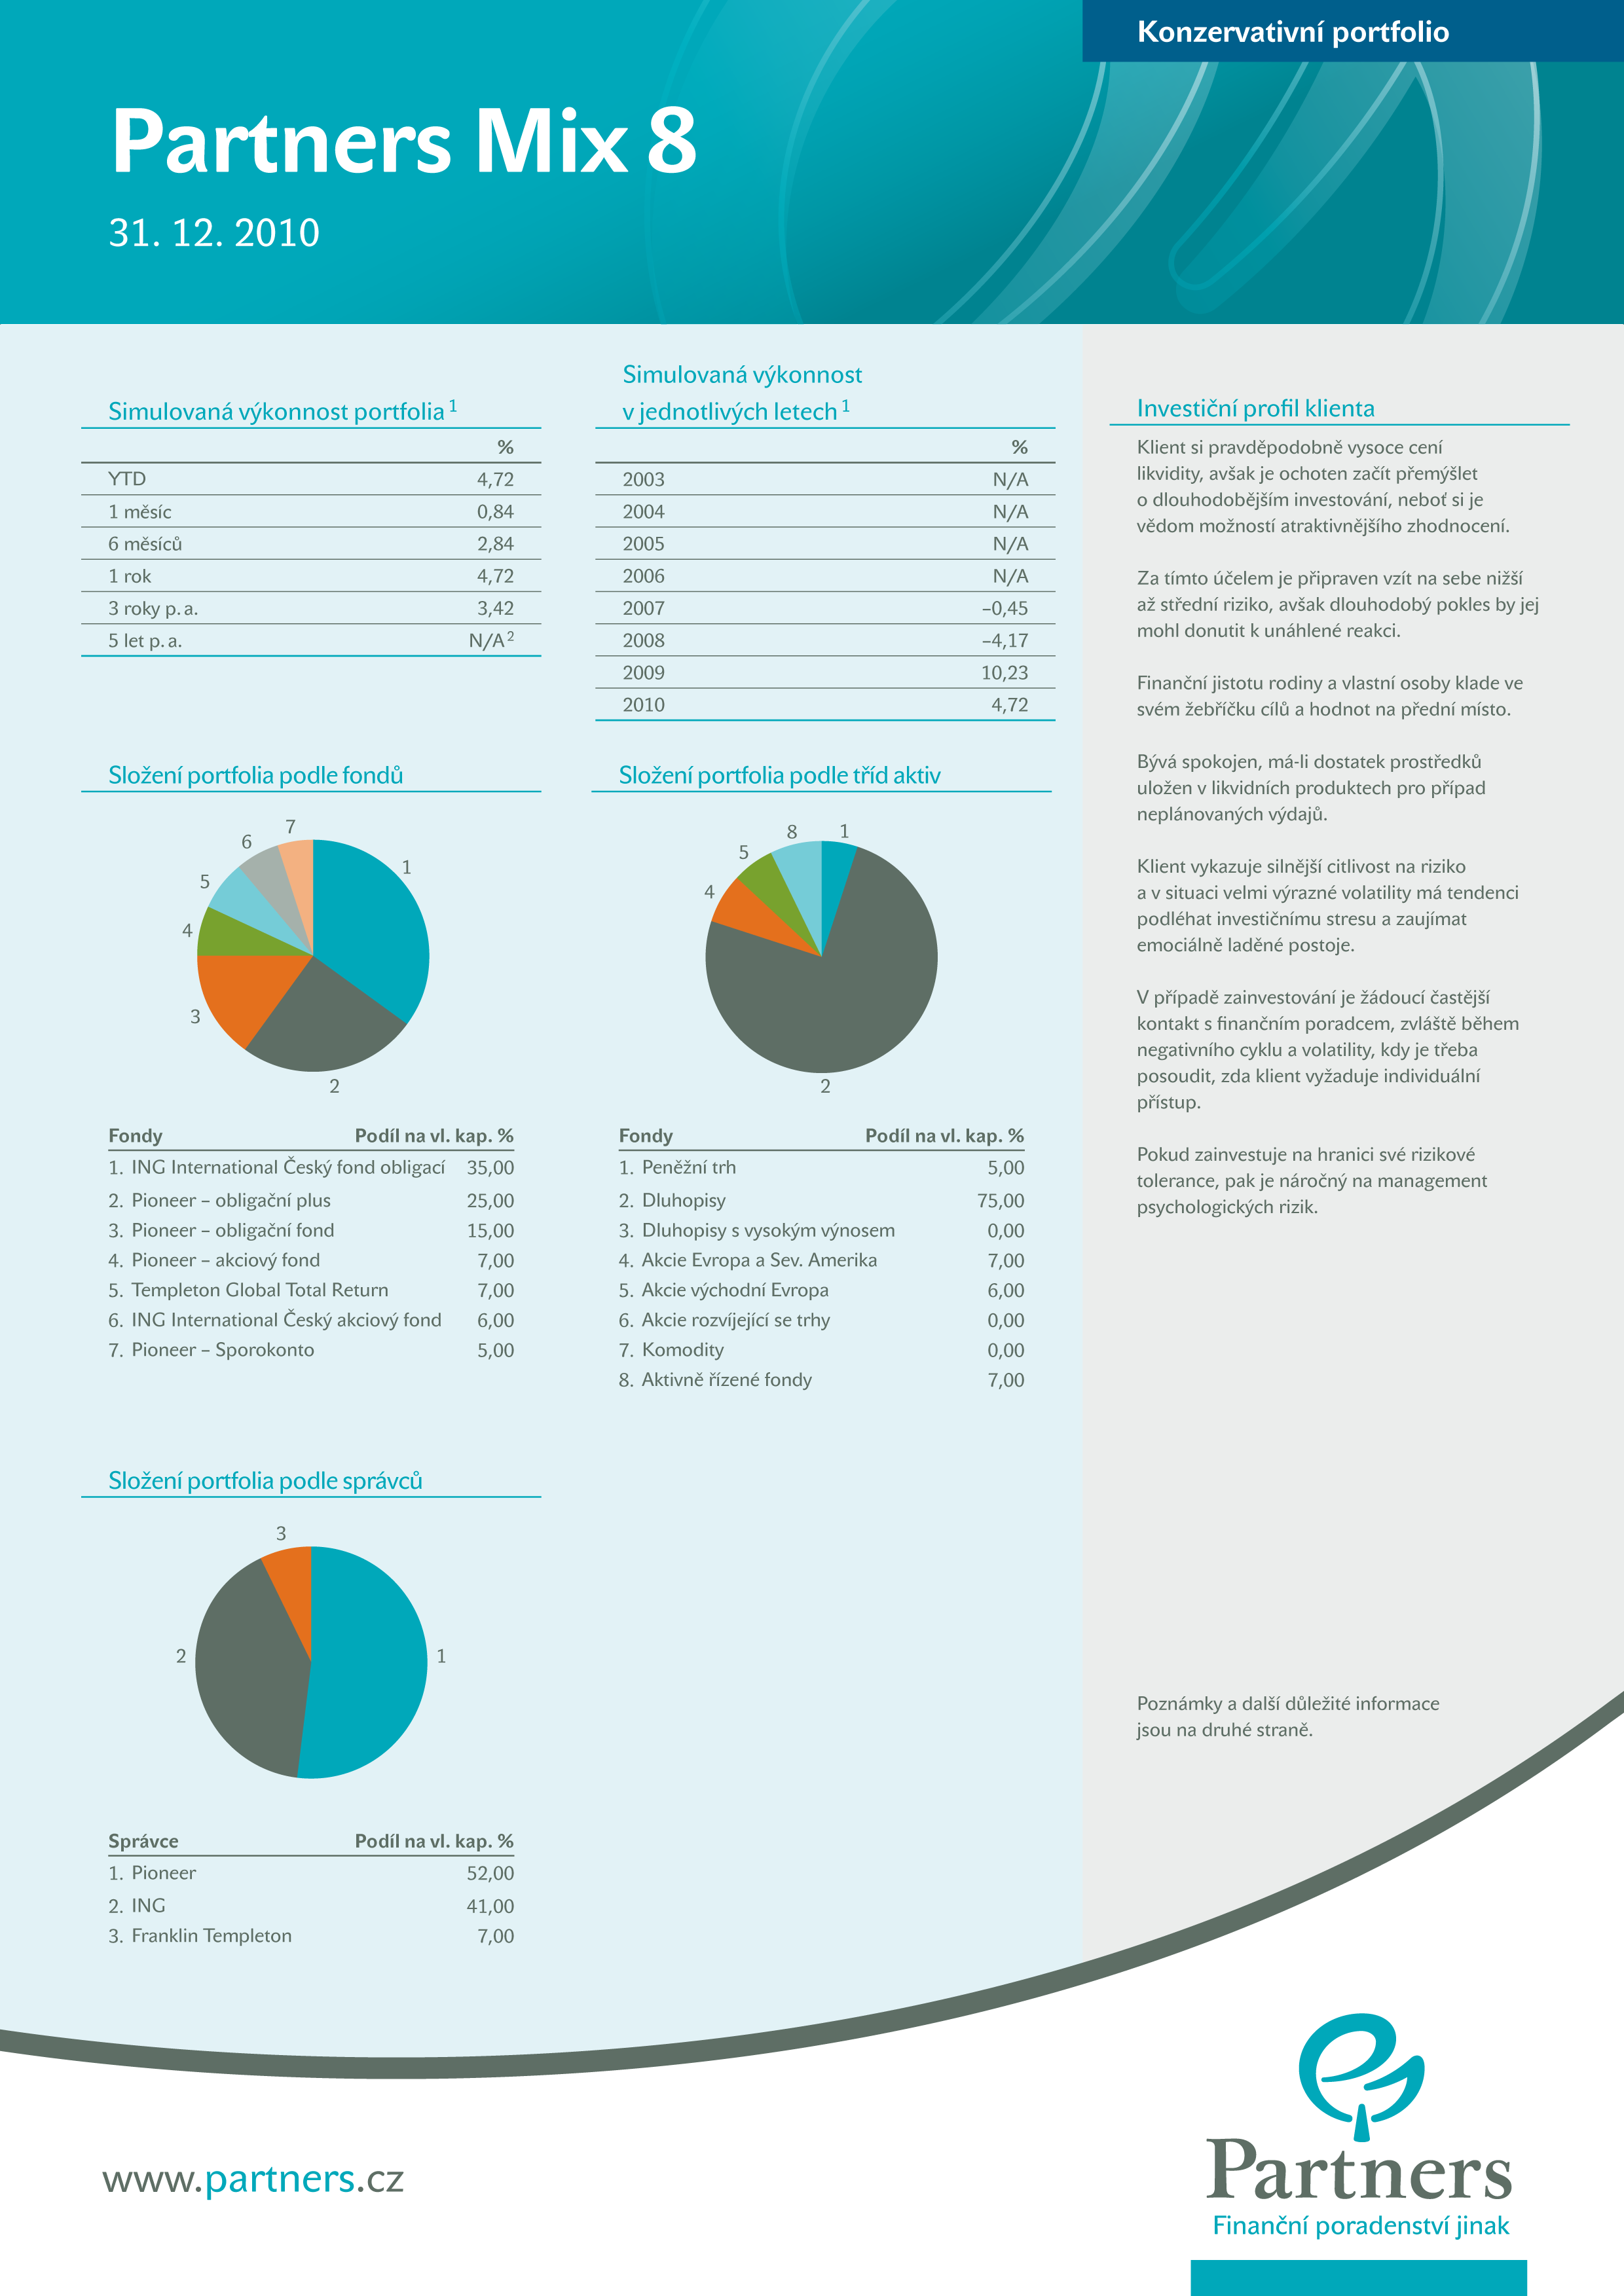 Konzervativní portfolio
Partners Mix 8
31. 12. 2010
Simulovaná výkonnost portfolia 1
%
YTD 4,72
1 měsíc 0,84
6 měsíců 2,84
1 rok 4,72
3 roky p. a. 3,42
5 let p. a. N/A 2
Simulovaná výkonnost
v jednotlivých letech 1
%
2003 N/A
2004 N/A
2005 N/A
2006 N/A
2007 –0,45
2008 –4,17
2009 10,23
2010 4,72
Složení portfolia podle fondů
1
2
3
4
5
6
7
Fondy Podíl na vl. kap. %
1. ING International Český fond obligací 35,00
2. Pioneer – obligační plus 25,00
3. Pioneer – obligační fond 15,00
4. Pioneer – akciový fond 7,00
5. Templeton Global Total Return 7,00
6. ING International Český akciový fond 6,00
7. Pioneer – Sporokonto 5,00
Složení portfolia podle tříd aktiv
1
2
4
5
8
Fondy Podíl na vl. kap. %
1. Peněžní trh 5,00
2. Dluhopisy 75,00
3. Dluhopisy s vysokým výnosem 0,00
4. Akcie Evropa a Sev. Amerika 7,00
5. Akcie východní Evropa 6,00
6. Akcie rozvíjející se trhy 0,00
7. Komodity 0,00
8. Aktivně řízené fondy 7,00
Složení portfolia podle správců
1
2
3
Správce Podíl na vl. kap. %
1. Pioneer 52,00
2. ING 41,00
3. Franklin Templeton 7,00
Investiční profil klienta
Klient si pravděpodobně vysoce cení
likvidity, avšak je ochoten začít přemýšlet
o dlouhodobějším investování, neboť si je
vědom možností atraktivnějšího zhodnocení.
Za tímto účelem je připraven vzít na sebe nižší
až střední riziko, avšak dlouhodobý pokles by jej
mohl donutit k unáhlené reakci.
Finanční jistotu rodiny a vlastní osoby klade ve
svém žebříčku cílů a hodnot na přední místo.
Bývá spokojen, má-li dostatek prostředků
uložen v likvidních produktech pro případ
neplánovaných výdajů.
Klient vykazuje silnější citlivost na riziko
a v situaci velmi výrazné volatility má tendenci
podléhat investičnímu stresu a zaujímat
emociálně laděné postoje.
V případě zainvestování je žádoucí častější
kontakt s finančním poradcem, zvláště během
negativního cyklu a volatility, kdy je třeba
posoudit, zda klient vyžaduje individuální
přístup.
Pokud zainvestuje na hranici své rizikové
tolerance, pak je náročný na management
psychologických rizik.
Poznámky a další důležité informace
jsou na druhé straně.
www.partners.cz
Partners
Finanční poradenství jinak